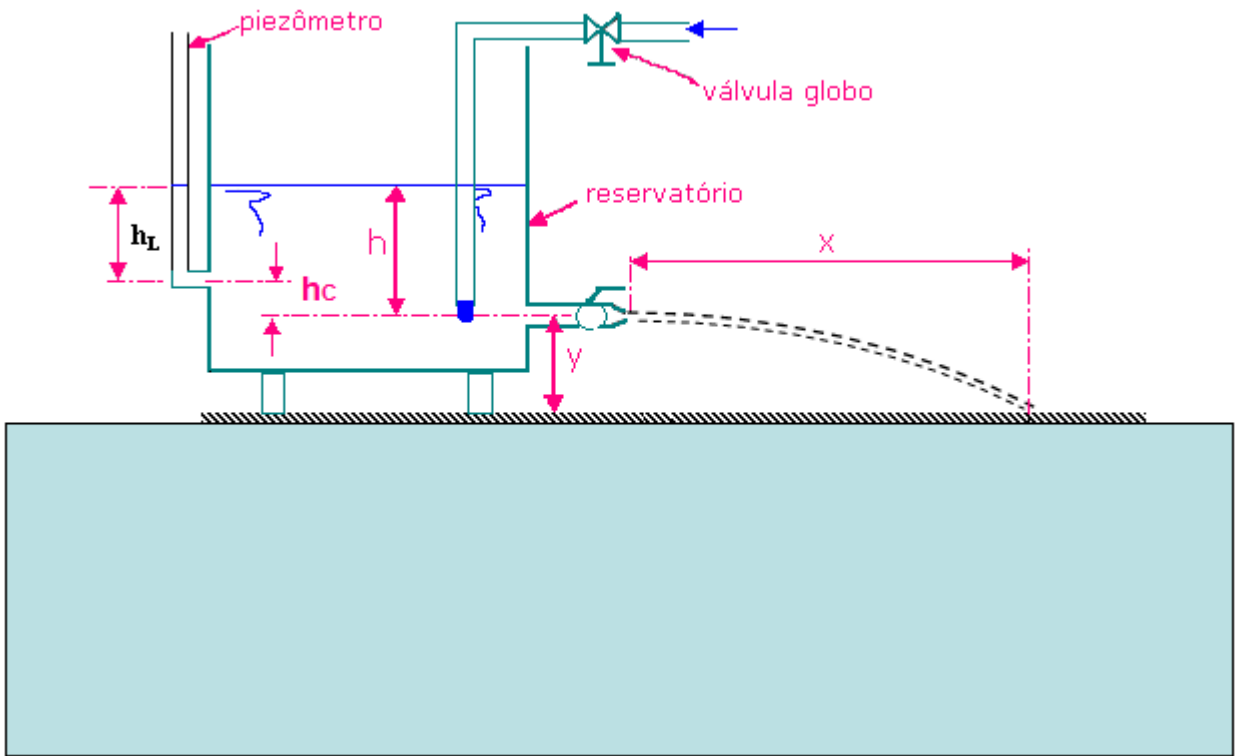 piezômetro
válvula globo
reservatório
x
hL
h
hc
y